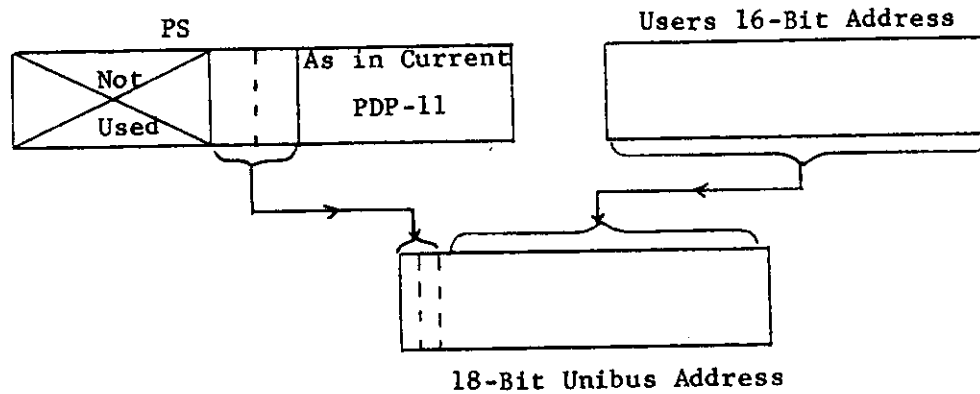 PS
Users 16-Bit Address
Not
Used
As in Current
PDP-11
18-Bit Unibus Address